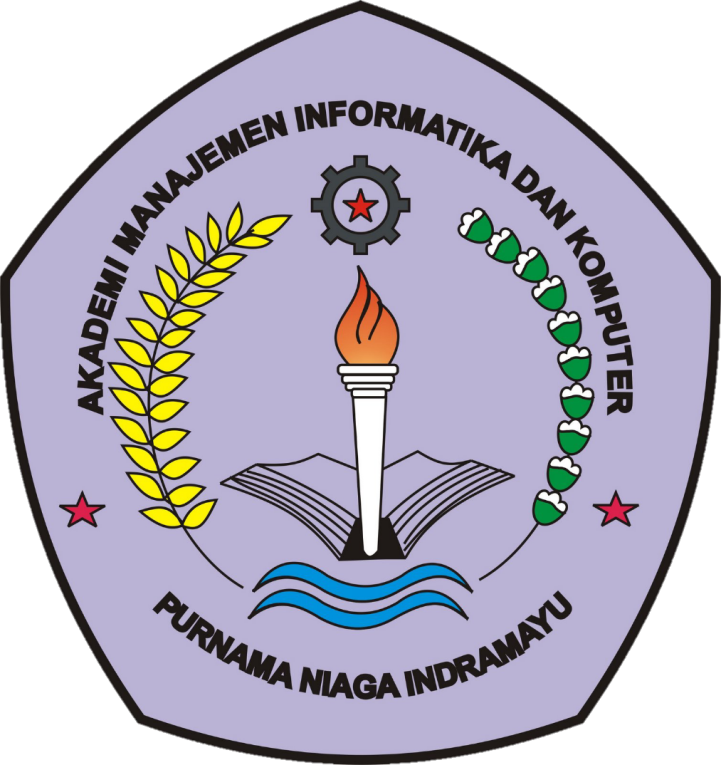 AKADEMI MANAJEMEN INFORMATIKA DAN KOMPUTER
PURNAMA NIAGA INDRAMAYU